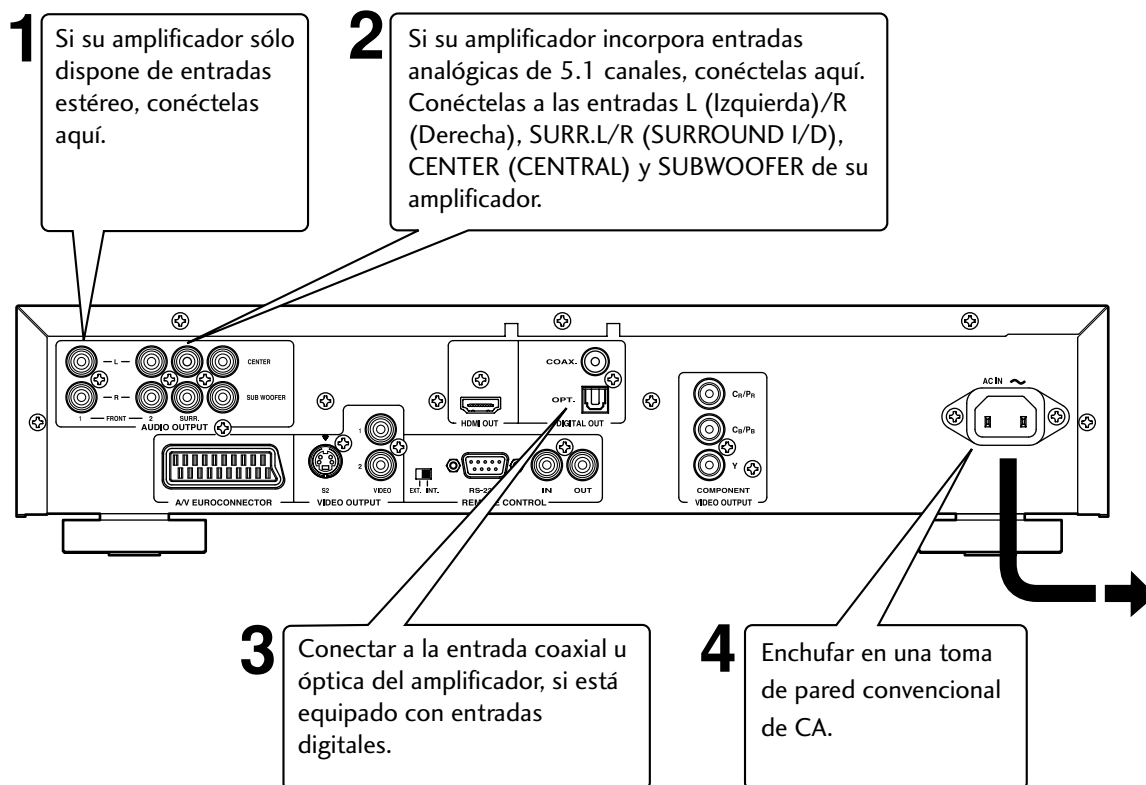 1
Si su amplificador sólo
dispone de entradas
estéreo, conéctelas
aquí.
2
Si su amplificador incorpora entradas
analógicas de 5.1 canales, conéctelas aquí.
Conéctelas a las entradas L (Izquierda)/R
(Derecha), SURR.L/R (SURROUND I/D),
CENTER (CENTRAL) y SUBWOOFER de su
amplificador.
L
CENTER
R
SUB WOOFER
1 FRONT 2 SURR.
AUDIO OUTPUT
HDMI OUT
COAX.
OPT.
DIGITAL OUT
CR/PR
CB/PB
Y
COMPONENT
VIDEO OUTPUT
AC IN
A/V EUROCONNECTOR
S2
1
2
VIDEO
VIDEO OUTPUT
EXT. INT.
IN
OUT
REMOTE CONTROL
3
Conectar a la entrada coaxial u
óptica del amplificador, si está
equipado con entradas
digitales.
4
Enchufar en una toma
de pared convencional
de CA.